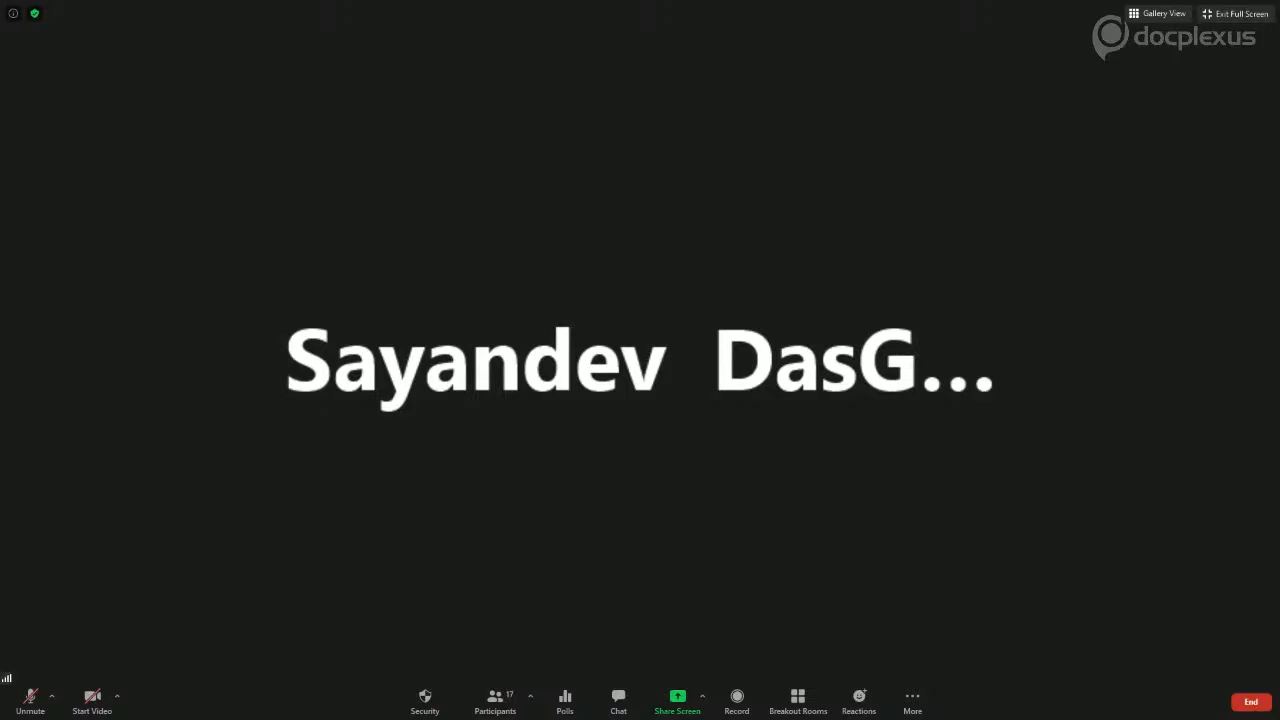 Gallery View Exit Full Screen
docplexus
Sayandev DasG...
Unmute Start Video Security Participants 17 Polls Chat Share Screen Record Breakout Rooms Reactions More End